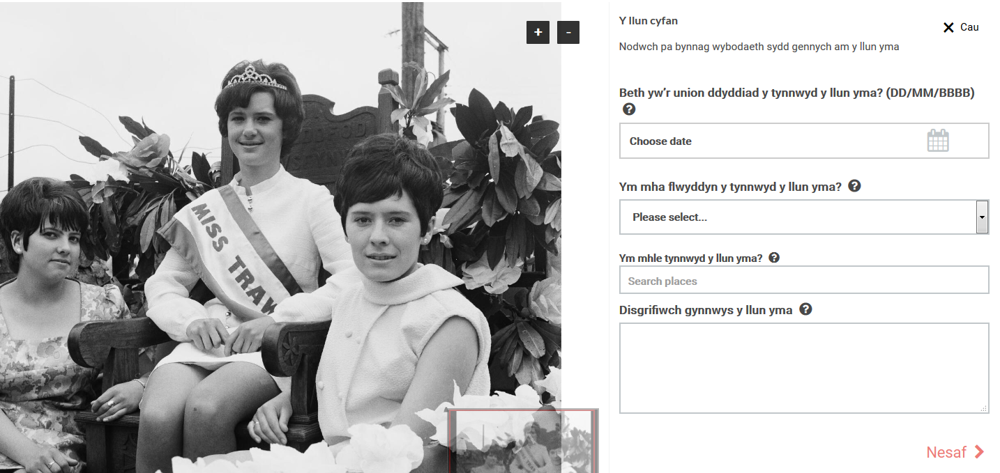 + -
MISS TRAW
Y llun cyfan
Cau
Nodwch pa bynnag wybodaeth sydd gennych am y llun yma
Beth yw'r union ddyddiad y tynnwyd y llun yma? (DD/MM/BBBB)
?
Choose date
Ym mha flwyddyn y tynnwyd y llun yma? ?
Please select...
Ym mhle tynnwyd y llun yma? ?
Search places
Disgrifiwch gynnwys y llun yma ?
Nesaf